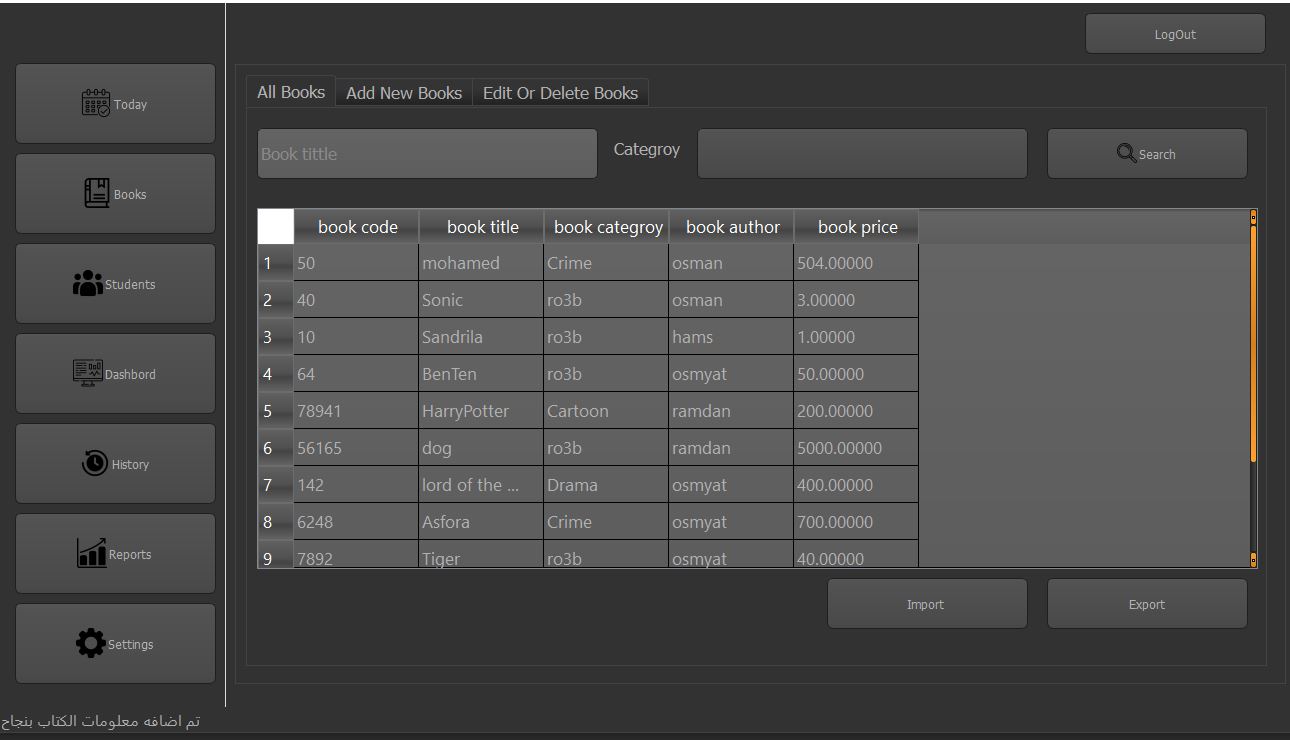 LogOut
Today
Books
Students
Dashbord
History
Reports
Settings
All Books Add New Books Edit Or Delete Books
Book tittle Categroy Search
book code book title book categroy book author book price
1 50 mohamed Crime osman 504.00000
2 40 Sonic ro3b osman 3.00000
3 10 Sandrila ro3b hams 1.00000
4 64 BenTen ro3b osmyat 50.00000
5 78941 HarryPotter Cartoon ramdan 200.00000
6 56165 dog ro3b ramdan 5000.00000
7 142 lord of the ... Drama osmyat 400.00000
8 6248 Asfora Crime osmyat 700.00000
9 7892 Tiger ro3b osmyat 40.00000
Import Export
تم اضافه معلومات الكتاب بنجاح